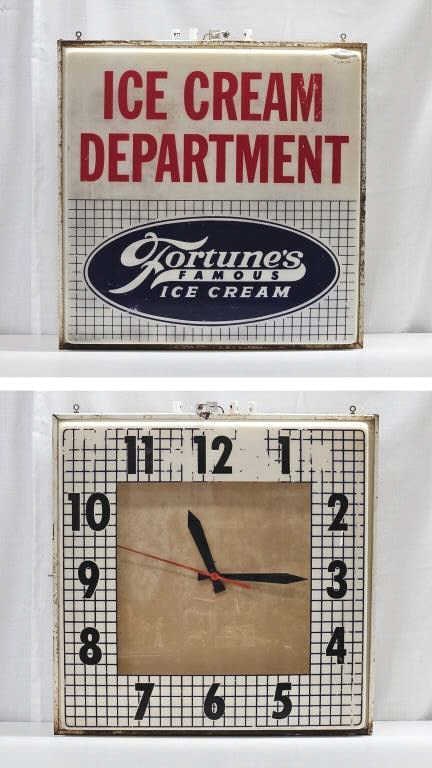 ICE CREAM
DEPARTMENT
Fortune's
FAMOUS
ICE CREAM
11 12 1
10 2
9 3
8 4
7 6 5